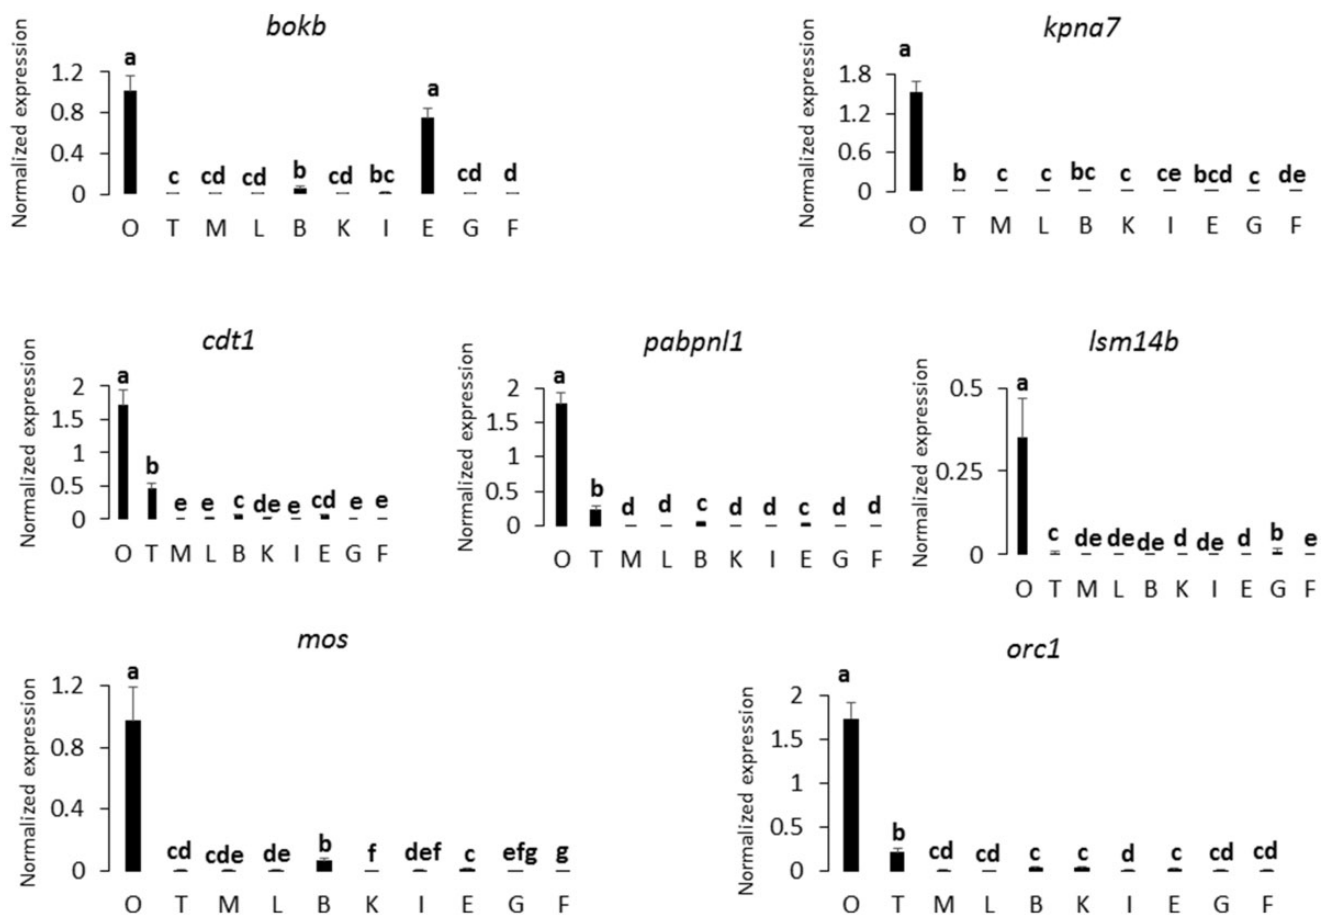 bokb
Normalized expression
1.2
0.8
0.4
0
a c cd cd b cd bc a cd d
O T M L B K I E G F
kpna7
Normalized expression
1.8
1.2
0.6
0
a b c c bc c ce bcd c de
O T M L B K I E G F
cdt1
Normalized expression
2
1.5
1
0.5
0
a b e e c de e cd e e
O T M L B K I E G F
pabpnl1
Normalized expression
2
1.5
1
0.5
0
a b d d c d d c d d
O T M L B K I E G F
lsm14b
Normalized expression
0.5
0.25
0
a c de de de d de d b e
O T M L B K I E G F
mos
Normalized expression
1.2
0.8
0.4
0
a cd cde de b f def c efg g
O T M L B K I E G F
orc1
Normalized expression
2
1.5
1
0.5
0
a b cd cd c c d c cd cd
O T M L B K I E G F